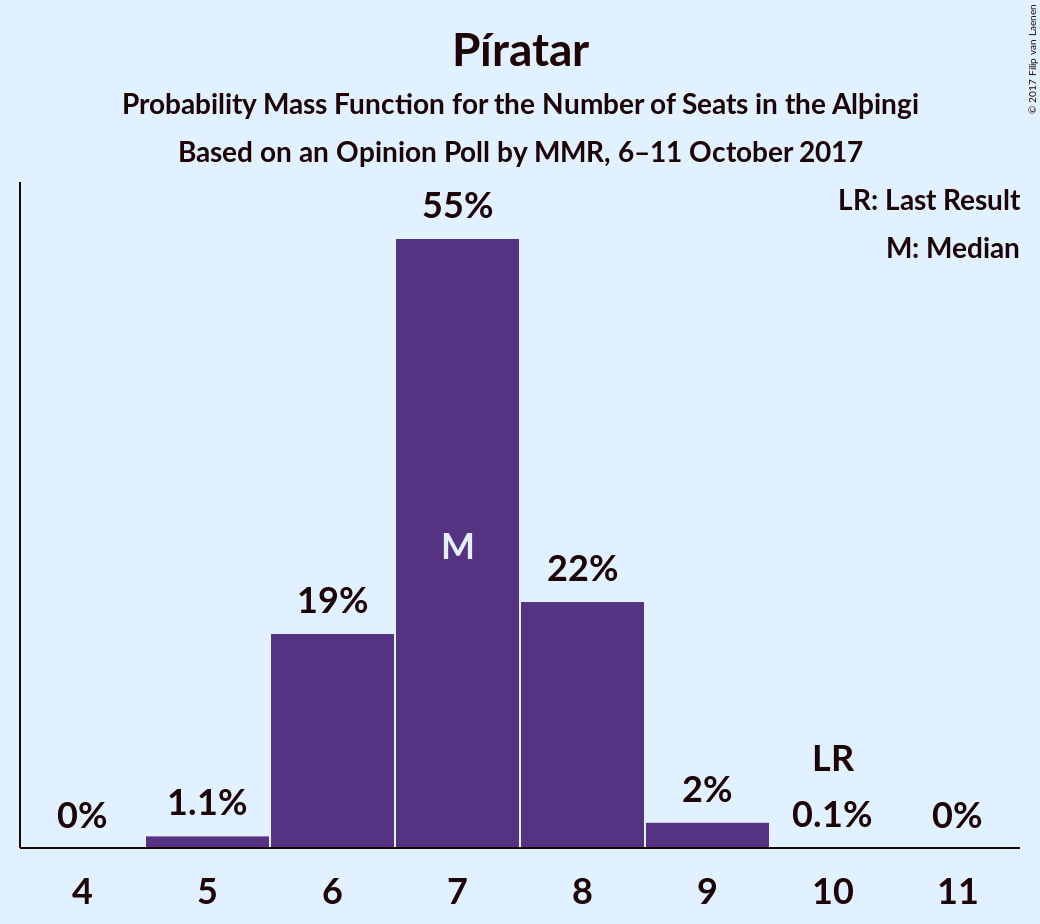 Píratar
Probability Mass Function for the Number of Seats in the Alþingi
Based on an Opinion Poll by MMR, 6–11 October 2017
© 2017 Filip van Laenen
LR: Last Result
M: Median
55%
M
22%
19%
LR
2%
1.1%
0%
0.1%
0%
4 5 6 7 8 9 10 11